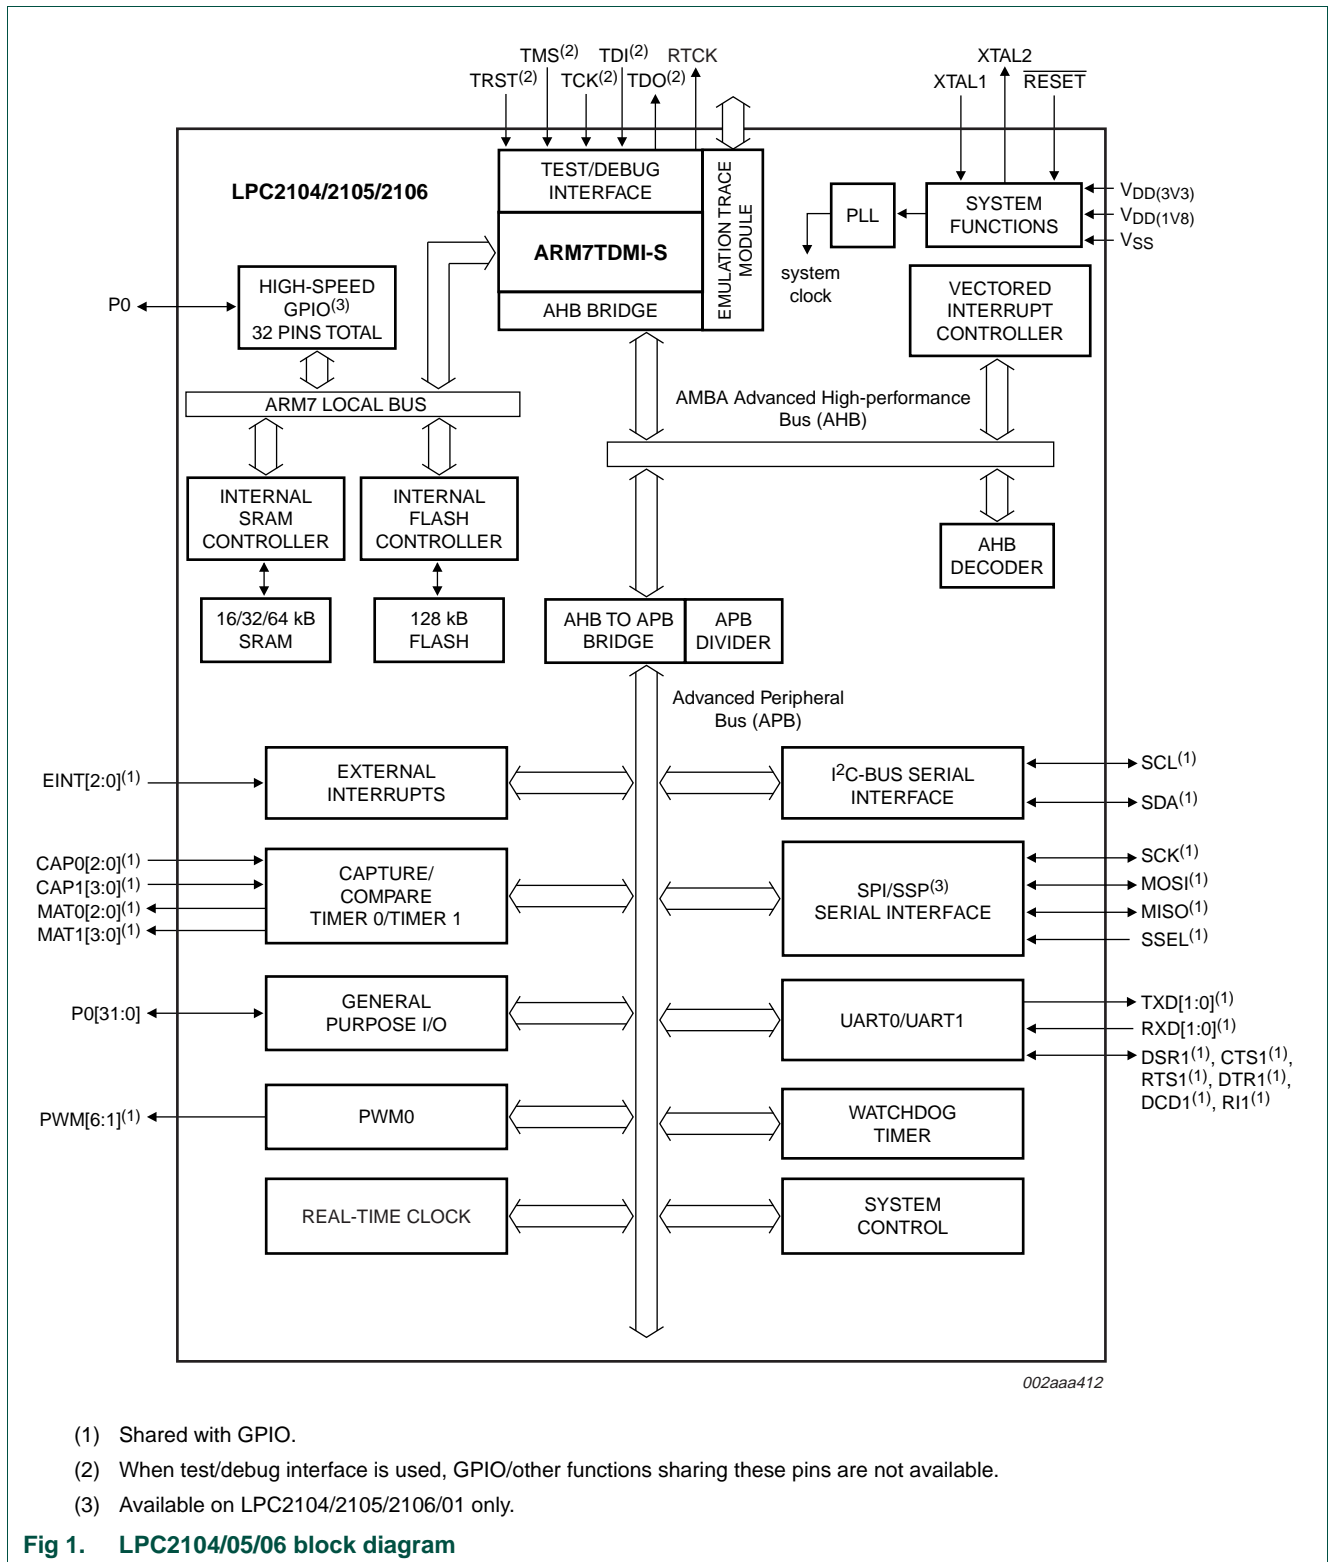 TMS(2) TDI(2) RTCK
TRST(2) TCK(2) TDO(2)
XTAL2
XTAL1 RESET
LPC2104/2105/2106
TEST/DEBUG
INTERFACE
ARM7TDMI-S
AHB BRIDGE
EMULATION TRACE
MODULE
PLL
SYSTEM
FUNCTIONS
VDD(3V3)
VDD(1V8)
VSS
system
clock
P0
HIGH-SPEED
GPIO(3)
32 PINS TOTAL
VECTORED
INTERRUPT
CONTROLLER
ARM7 LOCAL BUS
AMBA Advanced High-performance
Bus (AHB)
INTERNAL
SRAM
CONTROLLER
INTERNAL
FLASH
CONTROLLER
AHB
DECODER
16/32/64 kB
SRAM
128 kB
FLASH
AHB TO APB
BRIDGE
APB
DIVIDER
Advanced Peripheral
Bus (APB)
EINT[2:0](1)
EXTERNAL
INTERRUPTS
I2C-BUS SERIAL
INTERFACE
SCL(1)
SDA(1)
CAP0[2:0](1)
CAP1[3:0](1)
MAT0[2:0](1)
MAT1[3:0](1)
CAPTURE/
COMPARE
TIMER 0/TIMER 1
SPI/SSP(3)
SERIAL INTERFACE
SCK(1)
MOSI(1)
MISO(1)
SSEL(1)
P0[31:0]
GENERAL
PURPOSE I/O
UART0/UART1
TXD[1:0](1)
RXD[1:0](1)
DSR1(1), CTS1(1),
RTS1(1), DTR1(1),
DCD1(1), RI1(1)
PWM[6:1](1)
PWM0
WATCHDOG
TIMER
REAL-TIME CLOCK
SYSTEM
CONTROL
002aaa412
(1) Shared with GPIO.
(2) When test/debug interface is used, GPIO/other functions sharing these pins are not available.
(3) Available on LPC2104/2105/2106/01 only.
Fig 1. LPC2104/05/06 block diagram